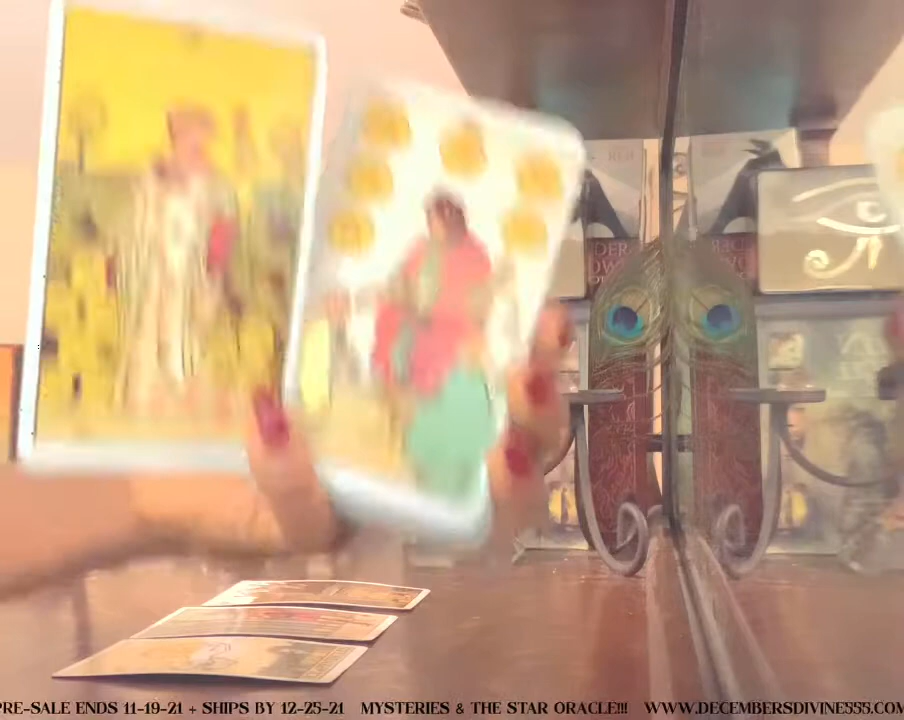 PRE-SALE ENDS 11-19-21 + SHIPS BY 12-25-21 MYSTERIES & THE STAR ORACLE!!! WWW.DECEMBERSDIVINE555.COM